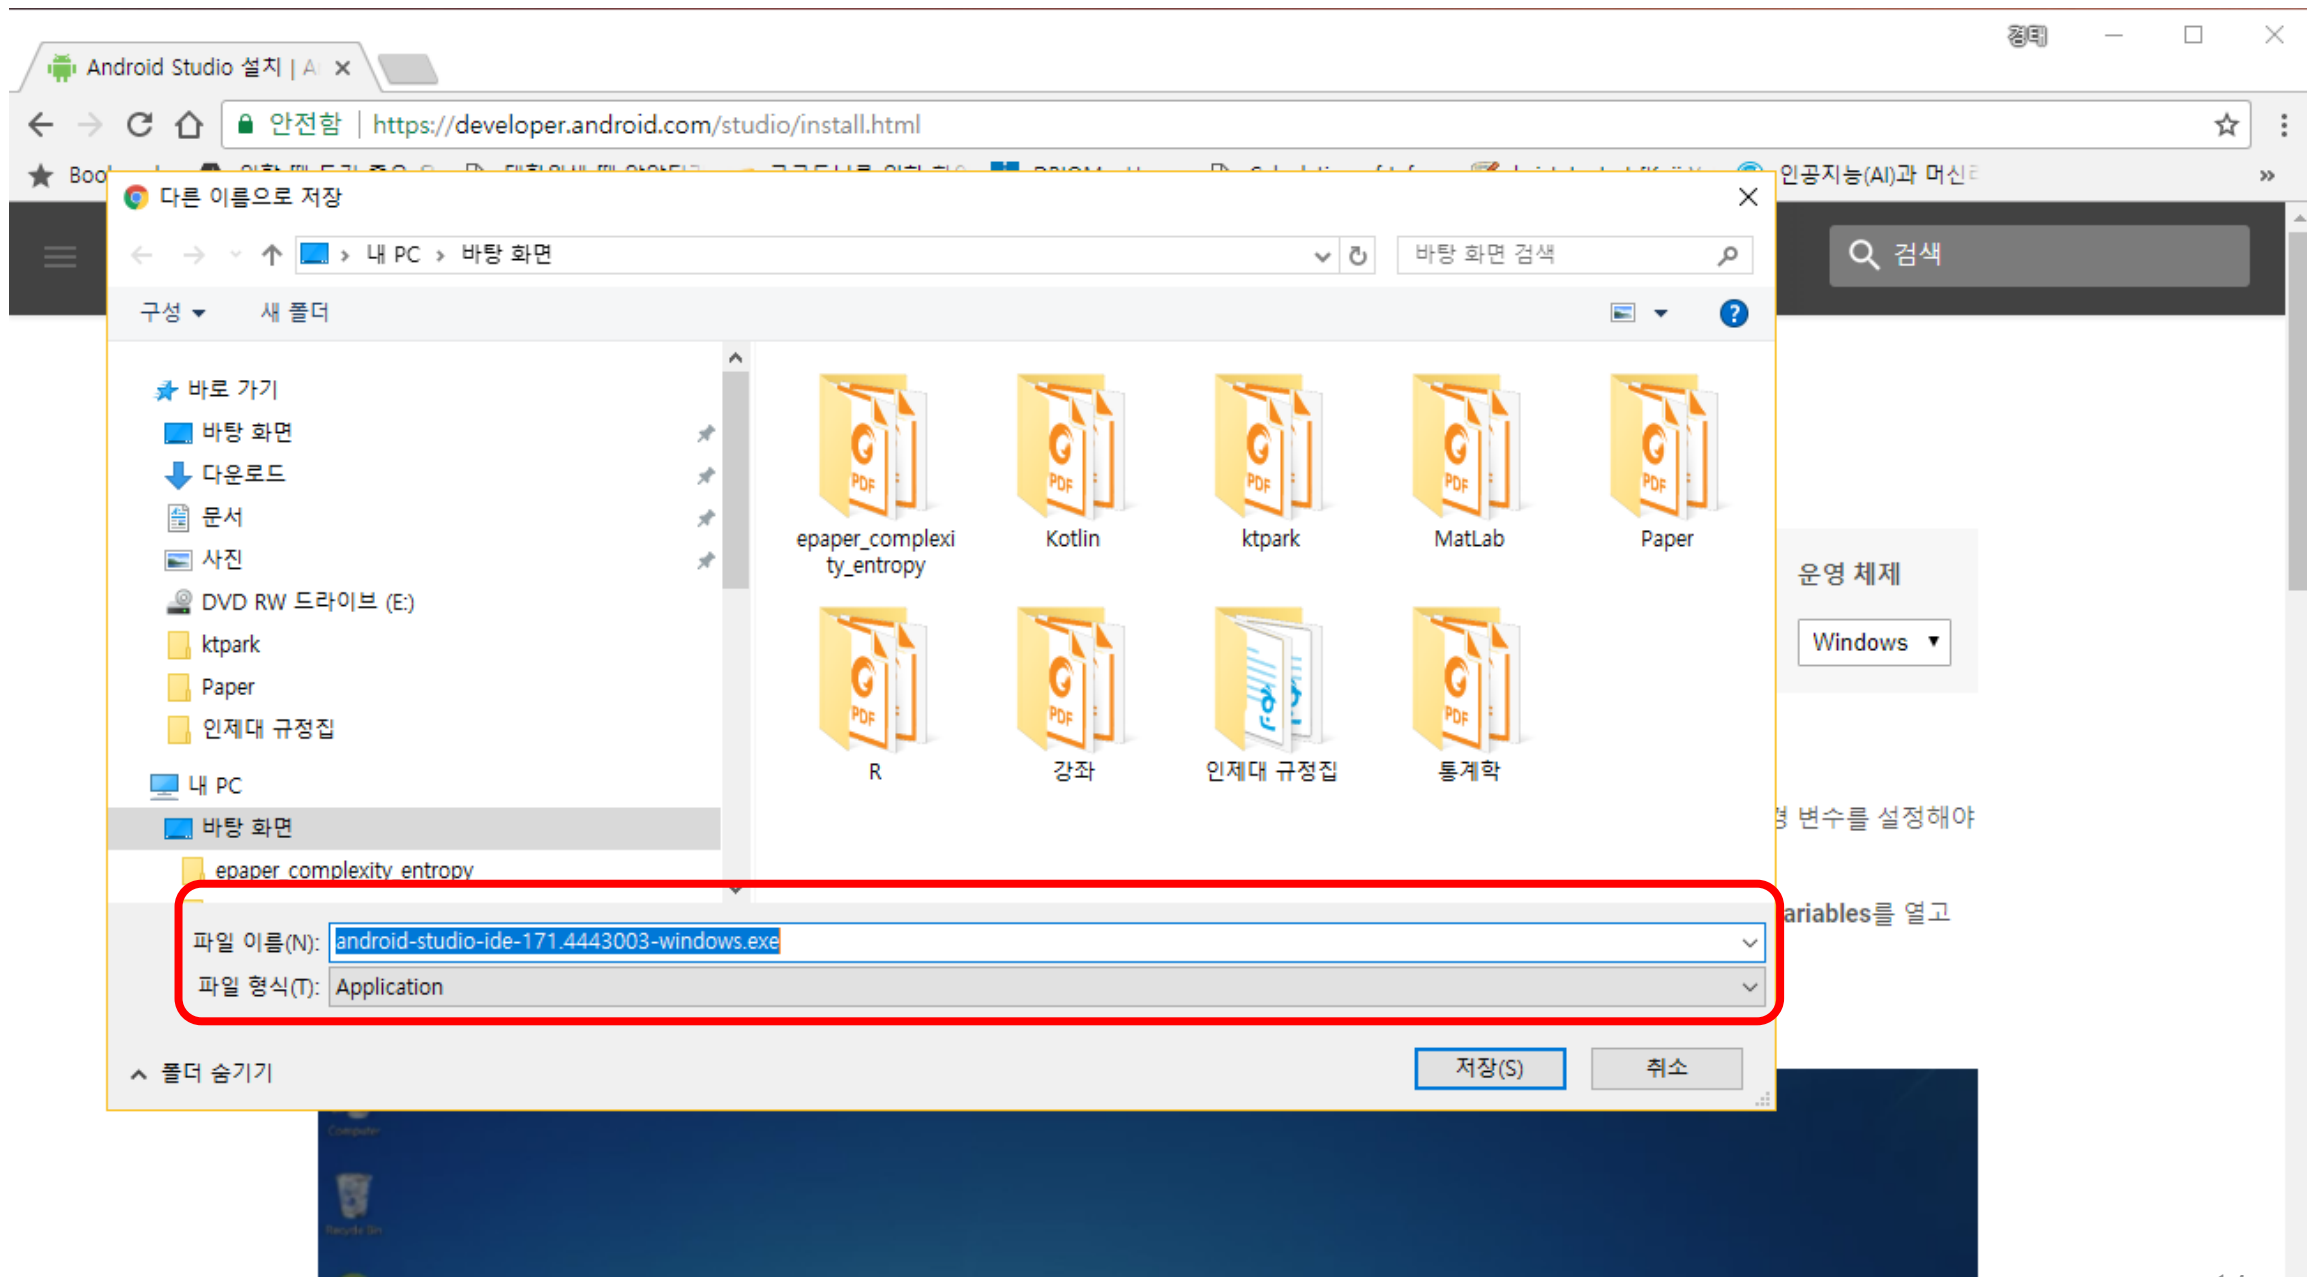 경태
Android Studio 설치 | A
안전함 | https://developer.android.com/studio/install.html
인공지능(AI)과 머신
다른 이름으로 저장
내 PC > 바탕 화면
바탕 화면 검색
검색
구성
새 폴더
바로 가기
바탕 화면
다운로드
문서
사진
DVD RW 드라이브 (E:)
ktpark
Paper
인제대 규정집
내 PC
바탕 화면
epaper_complexity_entropy
epaper_complexi
ty_entropy
Kotlin
ktpark
MatLab
Paper
R
강좌
인제대 규정집
통계학
운영 체제
Windows
변수를 설정해야
ariables를 열고
파일 이름(N): android-studio-ide-171.4443003-windows.exe
파일 형식(T): Application
폴더 숨기기
저장(S)
취소
Computer
Recycle Bin